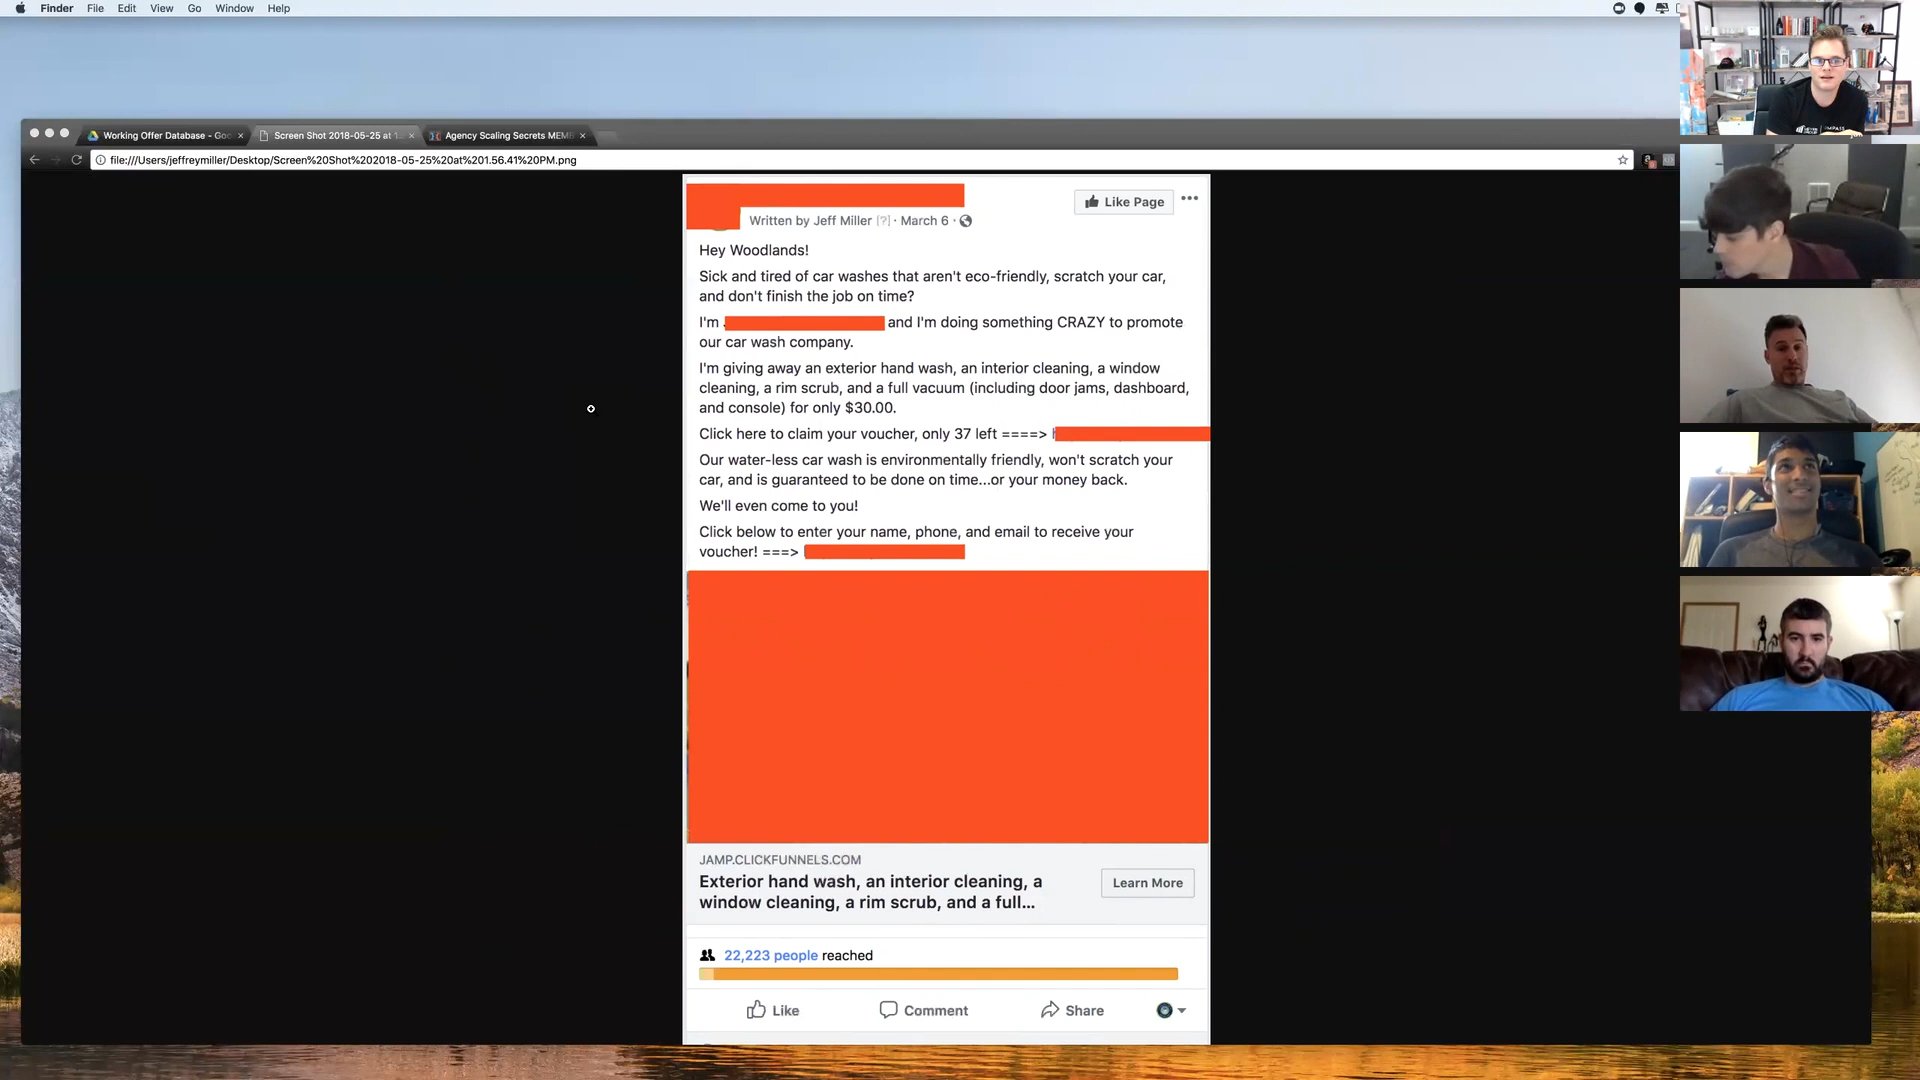 Finder File Edit View Go Window Help
Working Offer Database - Goo
Screen Shot 2018-05-25 at 1.
Agency Scaling Secrets MEMB
file:///Users/jeffreymiller/Desktop/Screen%20Shot%202018-05-25%20at%201.56.41%20PM.png
Like Page
Written by Jeff Miller [?] · March 6 ·
Hey Woodlands!
Sick and tired of car washes that aren't eco-friendly, scratch your car,
and don't finish the job on time?
I'm and I'm doing something CRAZY to promote
our car wash company.
I'm giving away an exterior hand wash, an interior cleaning, a window
cleaning, a rim scrub, and a full vacuum (including door jams, dashboard,
and console) for only $30.00.
Click here to claim your voucher, only 37 left ====>
Our water-less car wash is environmentally friendly, won't scratch your
car, and is guaranteed to be done on time...or your money back.
We'll even come to you!
Click below to enter your name, phone, and email to receive your
voucher! ===>
JAMP.CLICKFUNNELS.COM
Exterior hand wash, an interior cleaning, a
window cleaning, a rim scrub, and a full...
Learn More
22,223 people reached
Like Comment Share